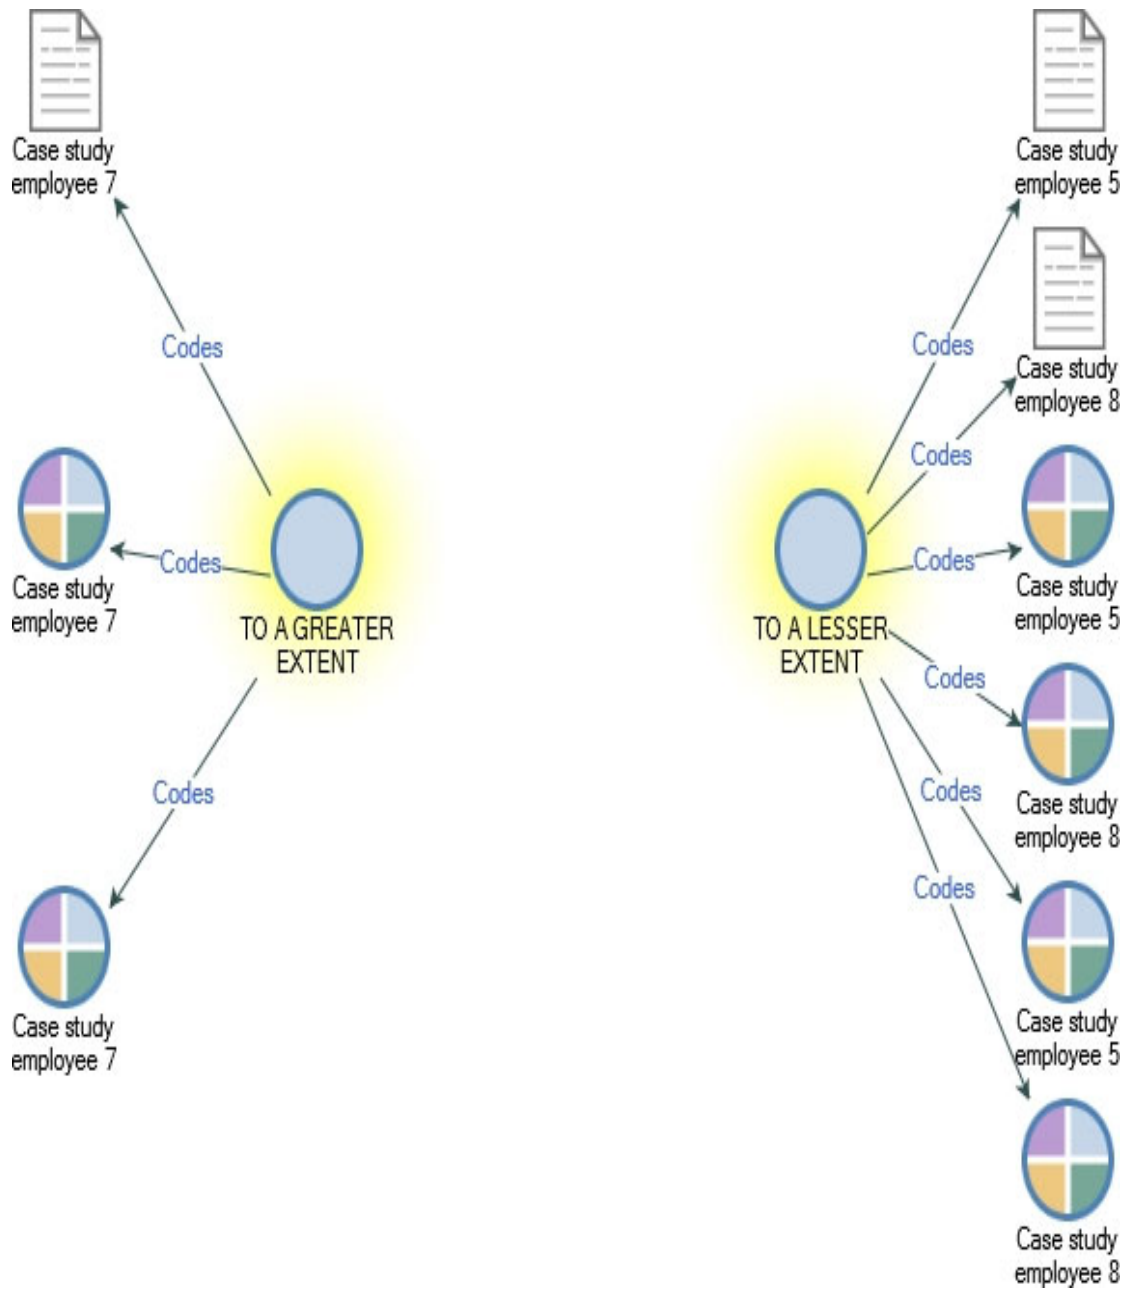 Case study
employee 7
Codes
Case study
employee 7
Codes
TO A GREATER
EXTENT
Codes
Case study
employee 7
Case study
employee 5
Codes
Case study
employee 8
Codes
Case study
employee 5
Codes
TO A LESSER
EXTENT
Codes
Case study
employee 8
Codes
Case study
employee 5
Codes
Case study
employee 8